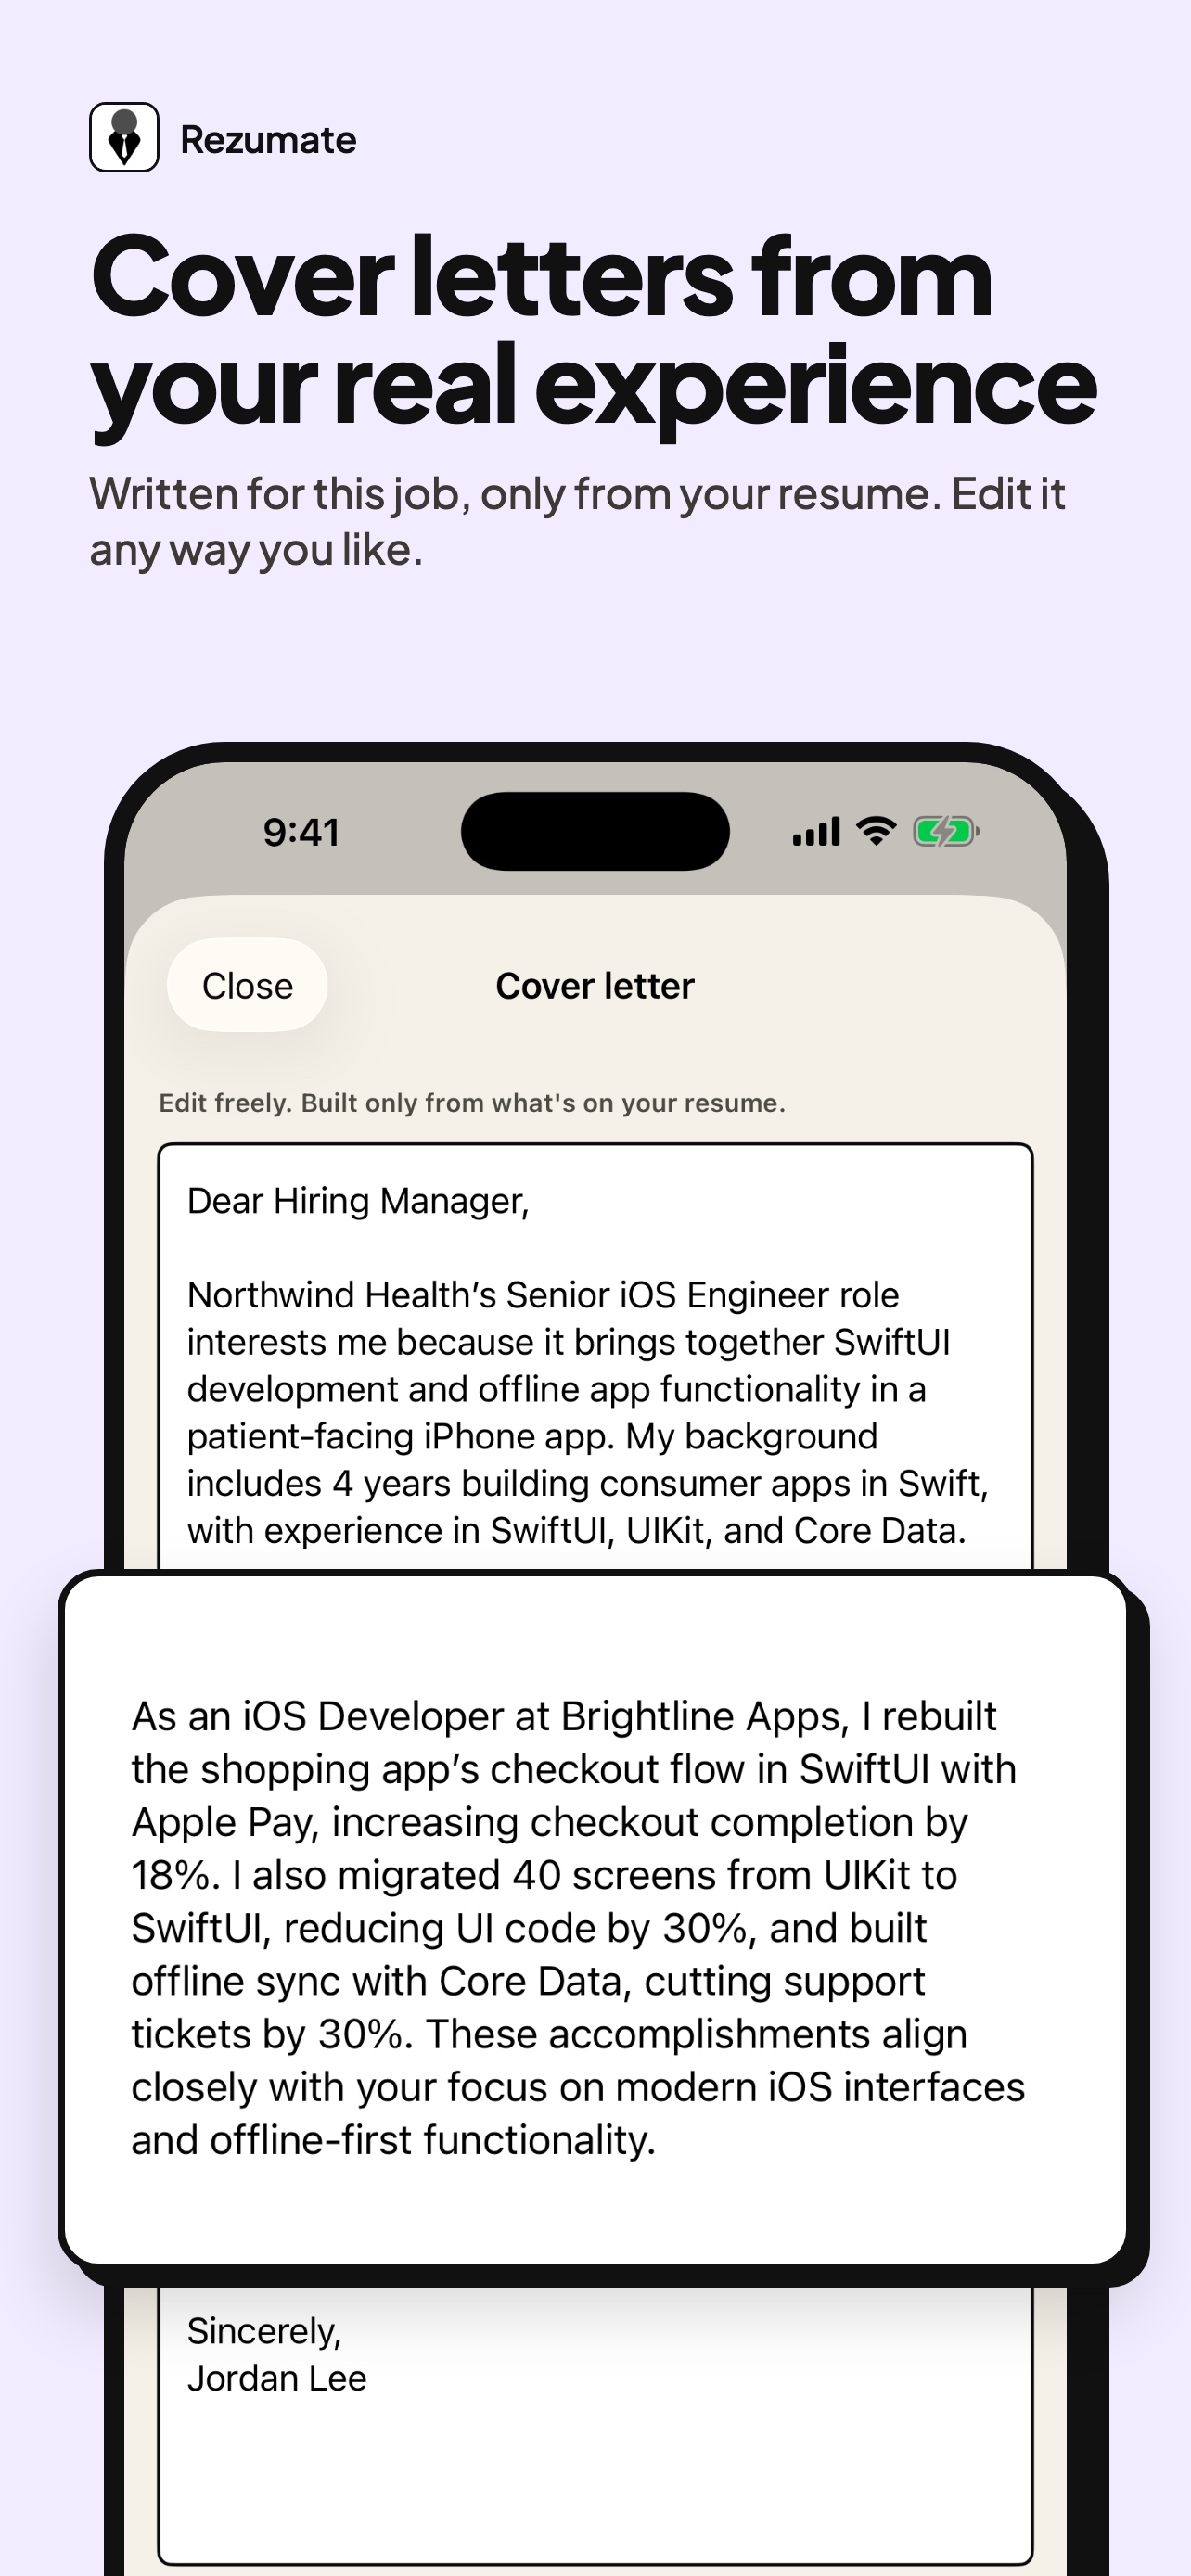 Rezumate
Cover letters from
your real experience
Written for this job, only from your resume. Edit it
any way you like.
9:41
Close
Cover letter
Edit freely. Built only from what's on your resume.
Dear Hiring Manager,
Northwind Health’s Senior iOS Engineer role
interests me because it brings together SwiftUI
development and offline app functionality in a
patient-facing iPhone app. My background
includes 4 years building consumer apps in Swift,
with experience in SwiftUI, UIKit, and Core Data.
As an iOS Developer at Brightline Apps, I rebuilt
the shopping app’s checkout flow in SwiftUI with
Apple Pay, increasing checkout completion by
18%. I also migrated 40 screens from UIKit to
SwiftUI, reducing UI code by 30%, and built
offline sync with Core Data, cutting support
tickets by 30%. These accomplishments align
closely with your focus on modern iOS interfaces
and offline-first functionality.
Sincerely,
Jordan Lee